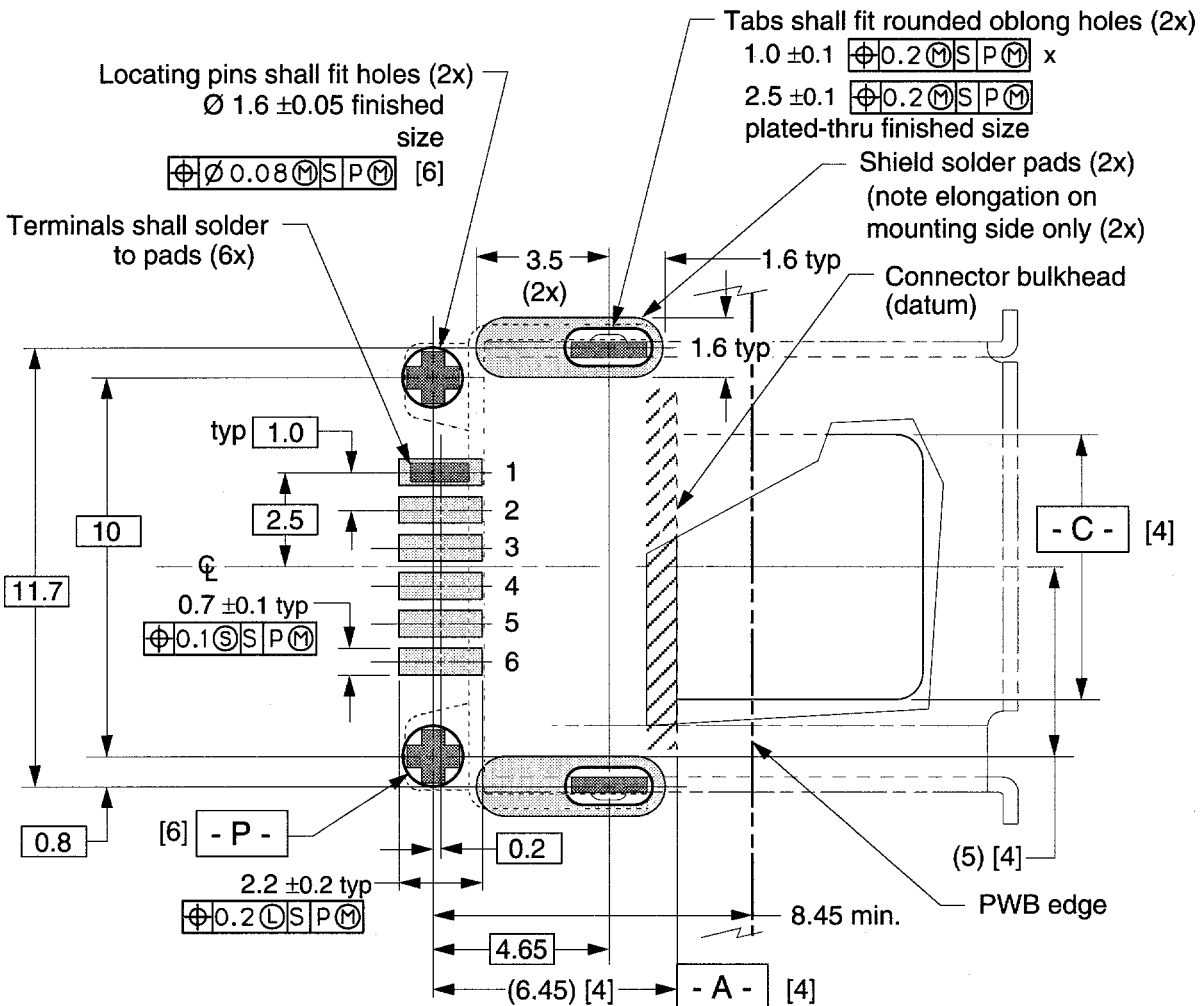 Tabs shall fit rounded oblong holes (2x)
1.0 ±0.1 ⌖ 0.2 Ⓜ S P Ⓜ x
2.5 ±0.1 ⌖ 0.2 Ⓜ S P Ⓜ
plated-thru finished size
Locating pins shall fit holes (2x)
Ø 1.6 ±0.05 finished
size
⌖ Ø 0.08 Ⓜ S P Ⓜ [6]
Shield solder pads (2x)
(note elongation on
mounting side only (2x)
Terminals shall solder
to pads (6x)
3.5
(2x)
1.6 typ
Connector bulkhead
(datum)
1.6 typ
typ 1.0
1
2.5
2
10
3
- C - [4]
℄
4
11.7
0.7 ±0.1 typ
5
⌖ 0.1 Ⓢ S P Ⓜ
6
0.8
[6] - P -
0.2
(5) [4]
2.2 ±0.2 typ
⌖ 0.2 Ⓛ S P Ⓜ
8.45 min.
PWB edge
4.65
(6.45) [4]
- A - [4]